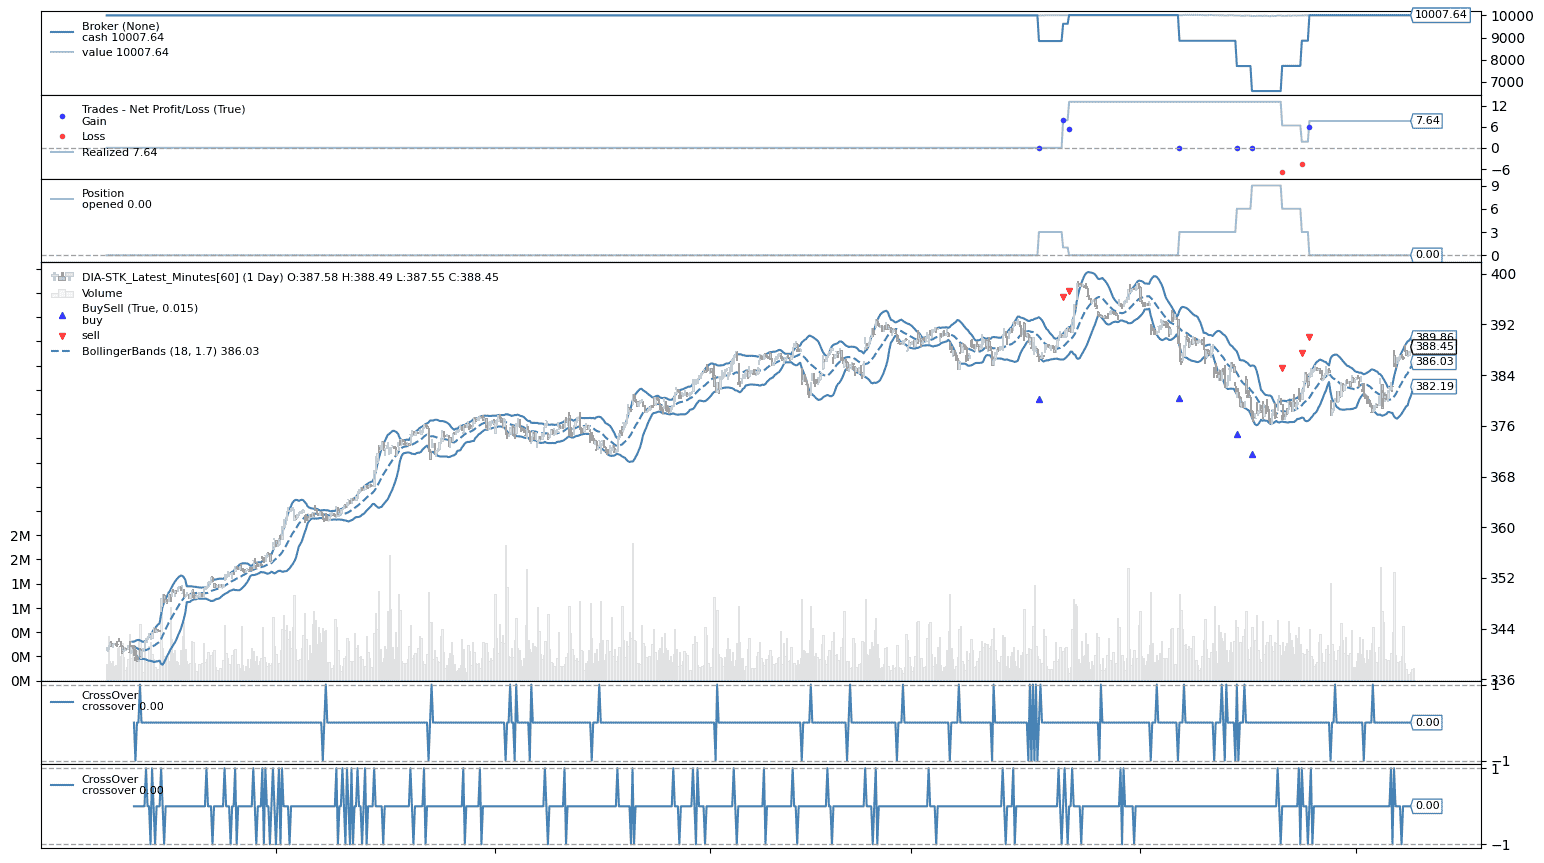 Broker (None)
cash 10007.64
value 10007.64
10007.64
10000
9000
8000
7000
Trades - Net Profit/Loss (True)
Gain
Loss
Realized 7.64
7.64
12
6
0
−6
Position
opened 0.00
0.00
9
6
3
0
DIA-STK_Latest_Minutes[60] (1 Day) O:387.58 H:388.49 L:387.55 C:388.45
Volume
BuySell (True, 0.015)
buy
sell
BollingerBands (18, 1.7) 386.03
389.86
388.45
386.03
382.19
400
392
384
376
368
360
352
344
336
2M
2M
1M
1M
0M
0M
0M
CrossOver
crossover 0.00
0.00
1
−1
CrossOver
crossover 0.00
0.00
1
−1